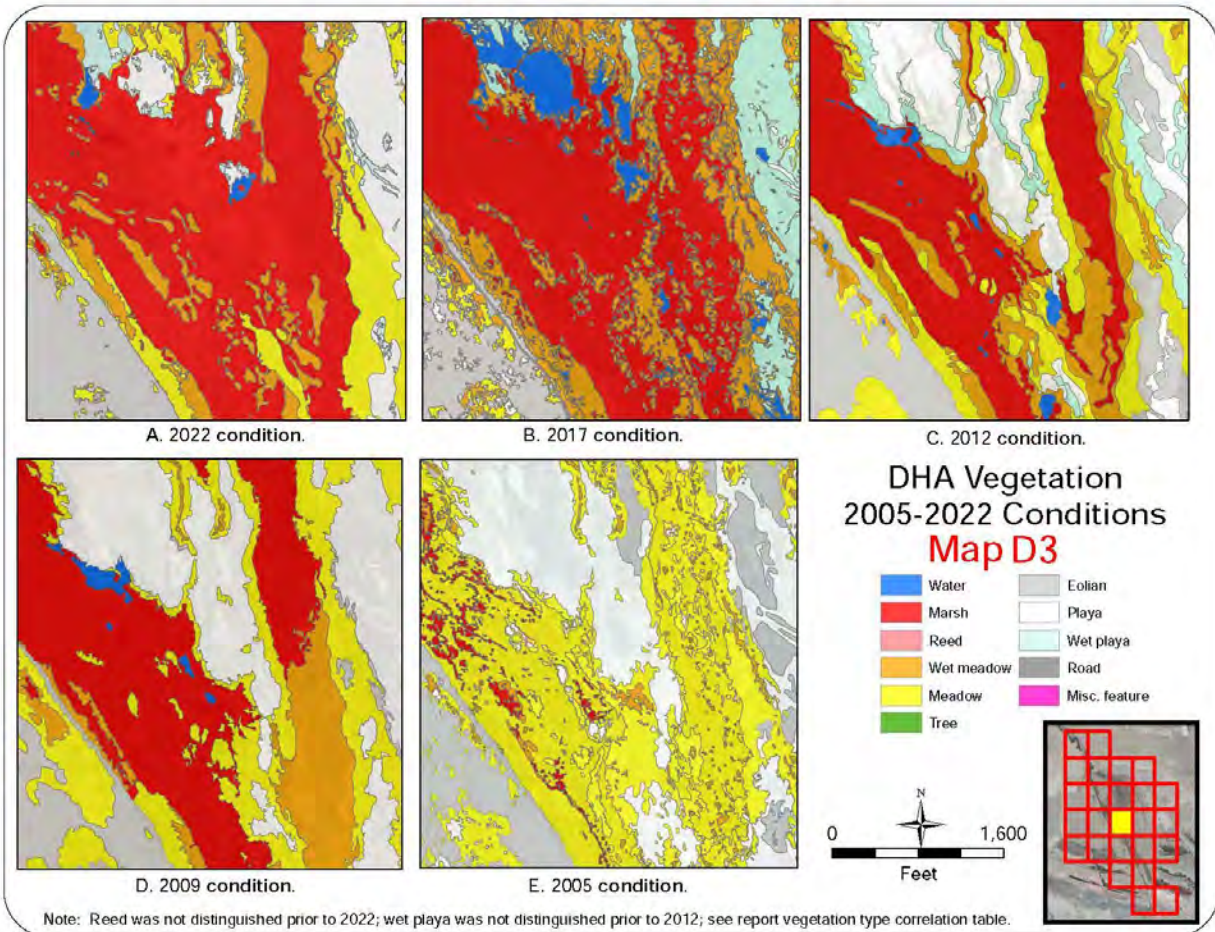 A. 2022 condition.
B. 2017 condition.
C. 2012 condition.
D. 2009 condition.
E. 2005 condition.
DHA Vegetation
2005-2022 Conditions
Map D3
Water
Marsh
Reed
Wet meadow
Meadow
Tree
Eolian
Playa
Wet playa
Road
Misc. feature
N
0 1,600
Feet
Note: Reed was not distinguished prior to 2022; wet playa was not distinguished prior to 2012; see report vegetation type correlation table.